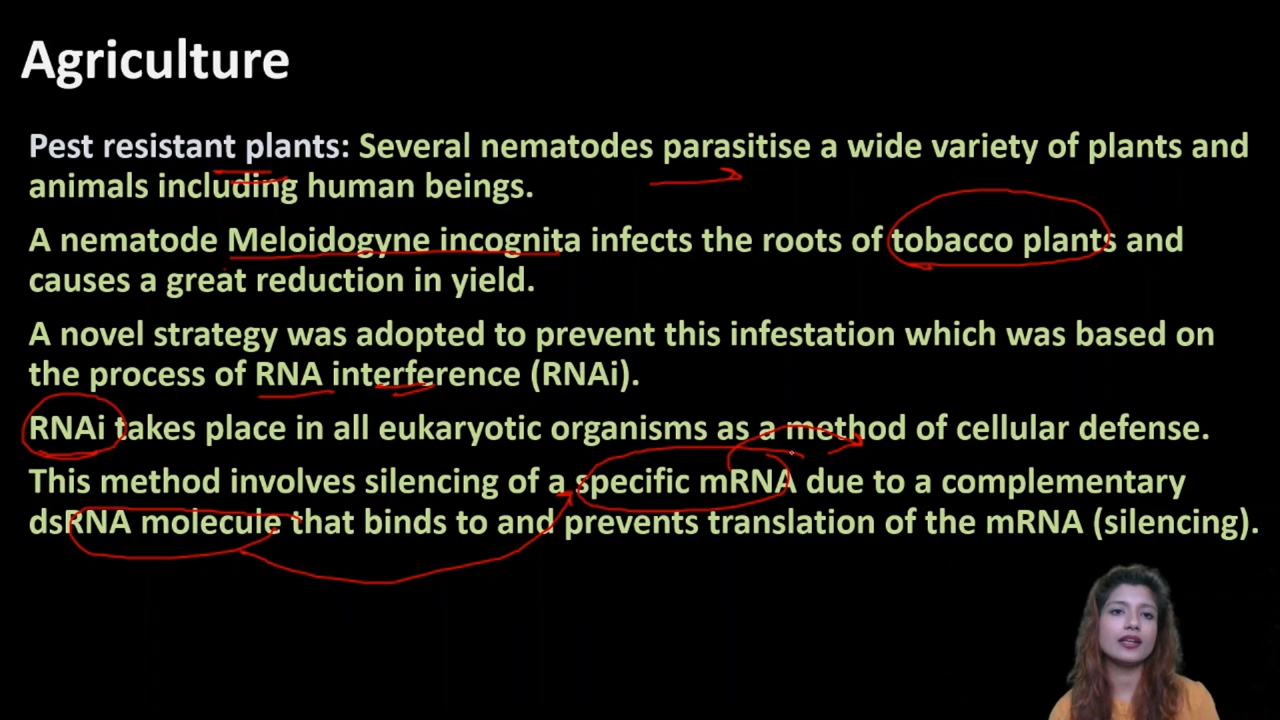 Agriculture
Pest resistant plants: Several nematodes parasitise a wide variety of plants and
animals including human beings.
A nematode Meloidogyne incognita infects the roots of tobacco plants and
causes a great reduction in yield.
A novel strategy was adopted to prevent this infestation which was based on
the process of RNA interference (RNAi).
RNAi takes place in all eukaryotic organisms as a method of cellular defense.
This method involves silencing of a specific mRNA due to a complementary
dsRNA molecule that binds to and prevents translation of the mRNA (silencing).